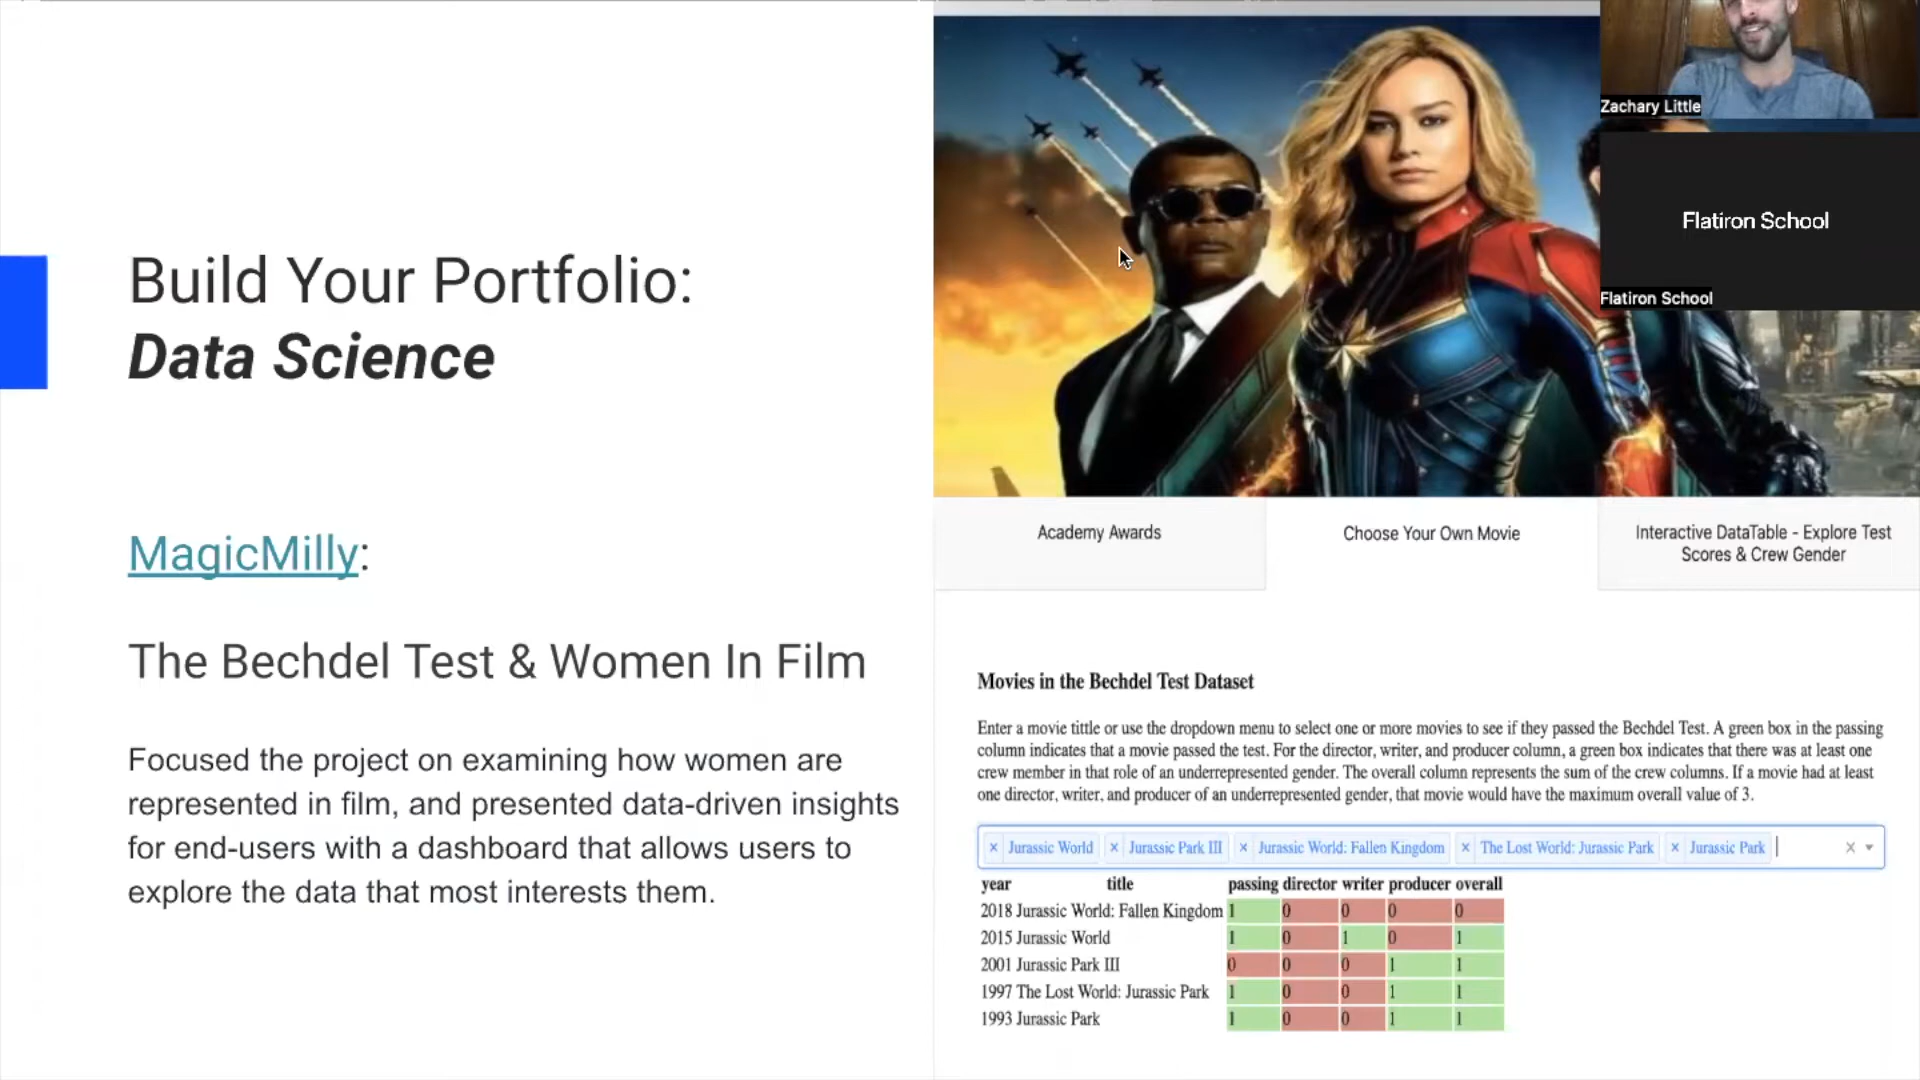 Build Your Portfolio:
Data Science
MagicMilly:
The Bechdel Test & Women In Film
Focused the project on examining how women are
represented in film, and presented data-driven insights
for end-users with a dashboard that allows users to
explore the data that most interests them.
Zachary Little
Flatiron School
Flatiron School
Academy Awards
Choose Your Own Movie
Interactive DataTable - Explore Test
Scores & Crew Gender
Movies in the Bechdel Test Dataset
Enter a movie tittle or use the dropdown menu to select one or more movies to see if they passed the Bechdel Test. A green box in the passing
column indicates that a movie passed the test. For the director, writer, and producer column, a green box indicates that there was at least one
crew member in that role of an underrepresented gender. The overall column represents the sum of the crew columns. If a movie had at least
one director, writer, and producer of an underrepresented gender, that movie would have the maximum overall value of 3.
× Jurassic World × Jurassic Park III × Jurassic World: Fallen Kingdom × The Lost World: Jurassic Park × Jurassic Park ×
year title passing director writer producer overall
2018 Jurassic World: Fallen Kingdom 1 0 0 0 0
2015 Jurassic World 1 0 1 0 1
2001 Jurassic Park III 0 0 0 1 1
1997 The Lost World: Jurassic Park 1 0 0 1 1
1993 Jurassic Park 1 0 0 1 1